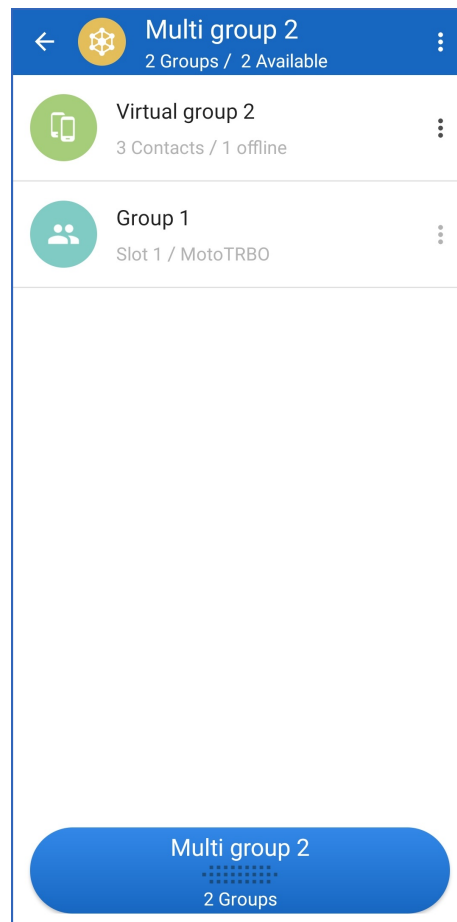 Multi group 2
2 Groups / 2 Available
Virtual group 2
3 Contacts / 1 offline
Group 1
Slot 1 / MotoTRBO
Multi group 2
2 Groups